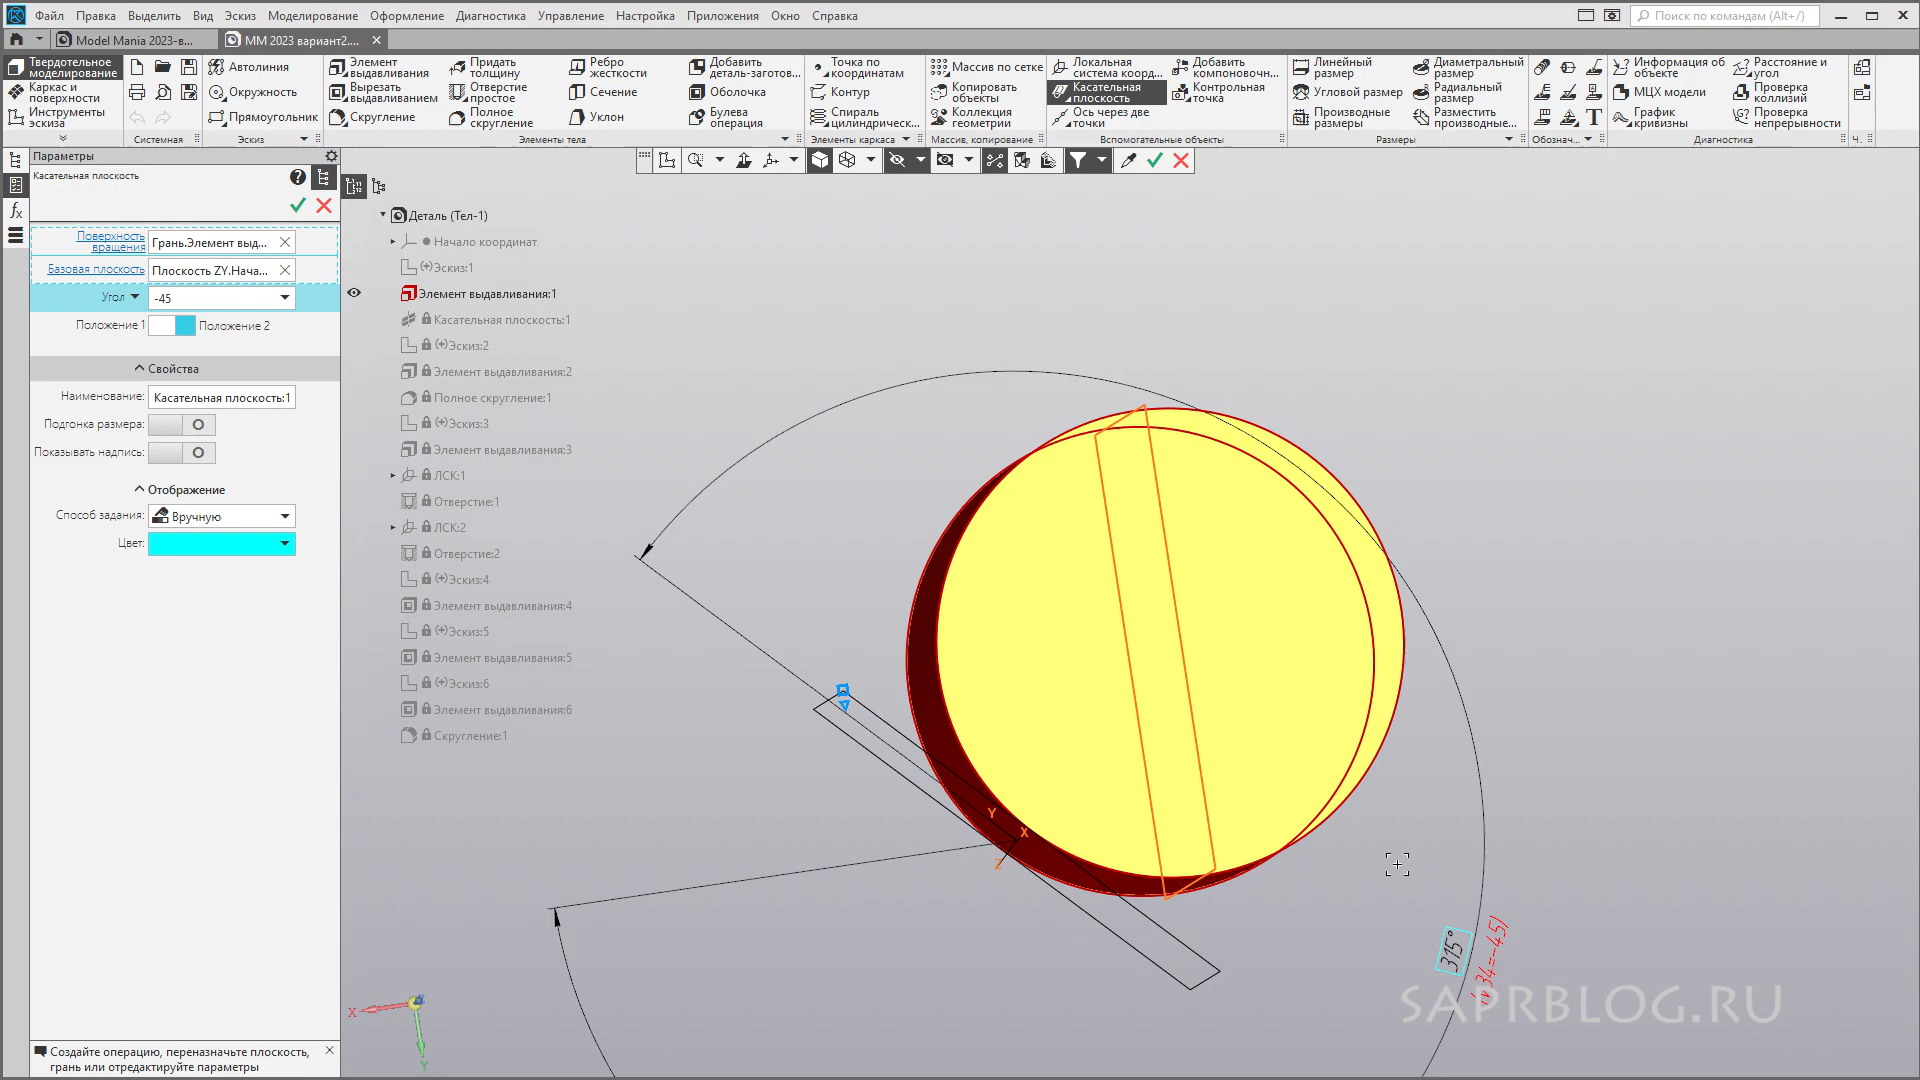 Файл Правка Выделить Вид Эскиз Моделирование Оформление Диагностика Управление Настройка Приложения Окно Справка Поиск по командам (Alt+/)
Model Mania 2023-в... MM 2023 вариант2....
Твердотельное моделирование
Каркас и поверхности
Инструменты эскиза
Системная
Автолиния
Окружность
Прямоугольник
Эскиз
Элемент выдавливания
Вырезать выдавливанием
Скругление
Придать толщину
Отверстие простое
Полное скругление
Ребро жесткости
Сечение
Уклон
Добавить деталь-заготов...
Оболочка
Булева операция
Элементы тела
Точка по координатам
Контур
Спираль цилиндрическ...
Элементы каркаса
Массив по сетке
Копировать объекты
Коллекция геометрии
Массив, копирование
Локальная система коорд...
Касательная плоскость
Ось через две точки
Добавить компоновочн...
Контрольная точка
Вспомогательные объекты
Линейный размер
Угловой размер
Производные размеры
Диаметральный размер
Радиальный размер
Разместить производные...
Размеры
Обознач...
Информация об объекте
МЦХ модели
График кривизны
Расстояние и угол
Проверка коллизий
Проверка непрерывности
Диагностика
Ч...
Параметры
Касательная плоскость
Поверхность вращения Грань.Элемент выд...
Базовая плоскость Плоскость ZY.Нача...
Угол -45
Положение 1 Положение 2
Свойства
Наименование: Касательная плоскость:1
Подгонка размера:
Показывать надпись:
Отображение
Способ задания: Вручную
Цвет:
Создайте операцию, переназначьте плоскость,
грань или отредактируйте параметры
Деталь (Тел-1)
Начало координат
(+)Эскиз:1
Элемент выдавливания:1
Касательная плоскость:1
(+)Эскиз:2
Элемент выдавливания:2
Полное скругление:1
(+)Эскиз:3
Элемент выдавливания:3
ЛСК:1
Отверстие:1
ЛСК:2
Отверстие:2
(+)Эскиз:4
Элемент выдавливания:4
(+)Эскиз:5
Элемент выдавливания:5
(+)Эскиз:6
Элемент выдавливания:6
Скругление:1
Y
X
Z
315°
(v34=-45)
X
Y
SAPRBLOG.RU